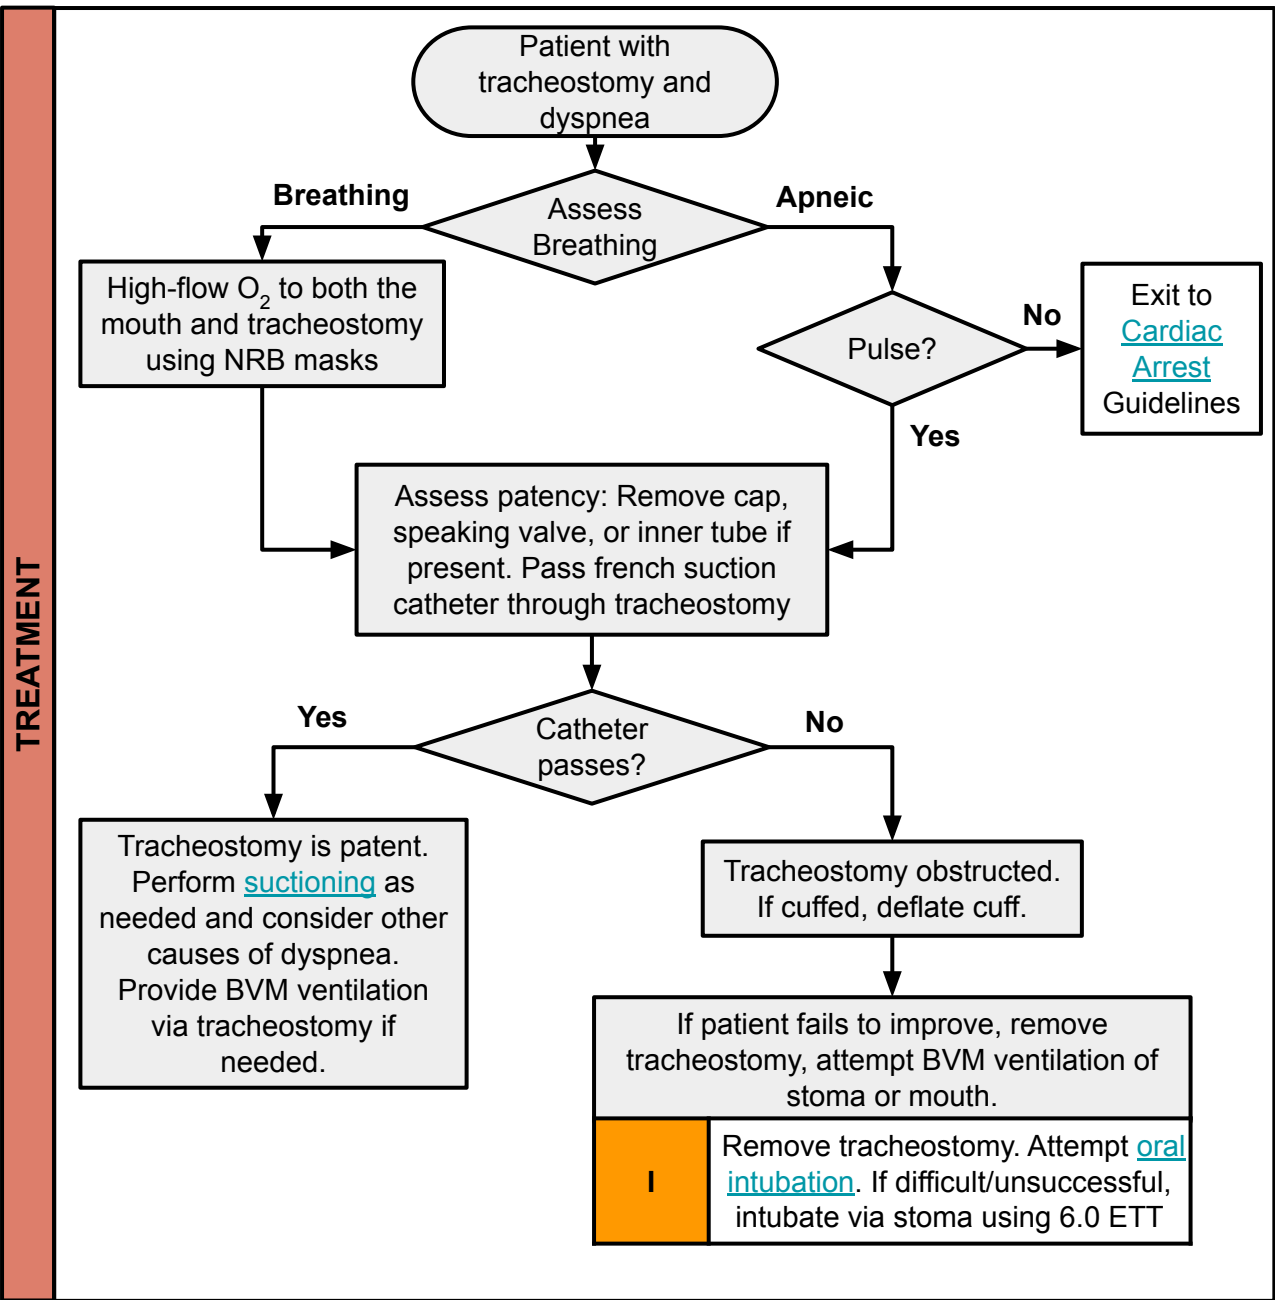 TREATMENT
Patient with
tracheostomy and
dyspnea
Breathing
Assess
Breathing
Apneic
High-flow O2 to both the
mouth and tracheostomy
using NRB masks
Pulse?
No
Exit to
Cardiac
Arrest
Guidelines
Yes
Assess patency: Remove cap,
speaking valve, or inner tube if
present. Pass french suction
catheter through tracheostomy
Yes
Catheter
passes?
No
Tracheostomy is patent.
Perform suctioning as
needed and consider other
causes of dyspnea.
Provide BVM ventilation
via tracheostomy if
needed.
Tracheostomy obstructed.
If cuffed, deflate cuff.
If patient fails to improve, remove
tracheostomy, attempt BVM ventilation of
stoma or mouth.
I
Remove tracheostomy. Attempt oral
intubation. If difficult/unsuccessful,
intubate via stoma using 6.0 ETT